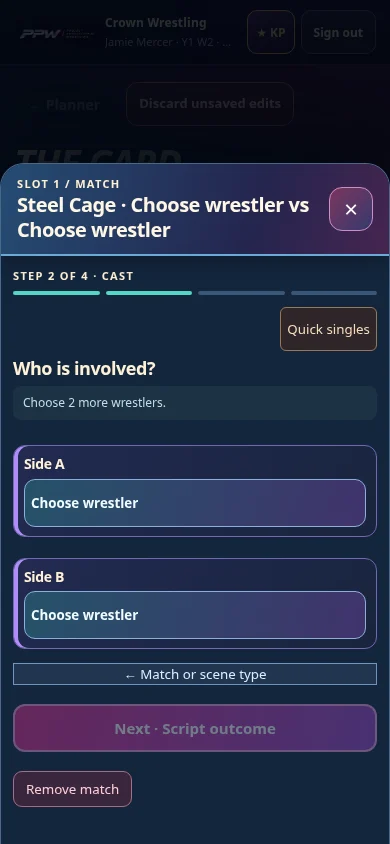 PPW
Crown Wrestling
Jamie Mercer · Y1 W2 · ...
★ KP
Sign out
← Planner
Discard unsaved edits
THE CARD
SLOT 1 / MATCH
Steel Cage · Choose wrestler vs
Choose wrestler
✕
STEP 2 OF 4 · CAST
Quick singles
Who is involved?
Choose 2 more wrestlers.
Side A
Choose wrestler
Side B
Choose wrestler
← Match or scene type
Next · Script outcome
Remove match